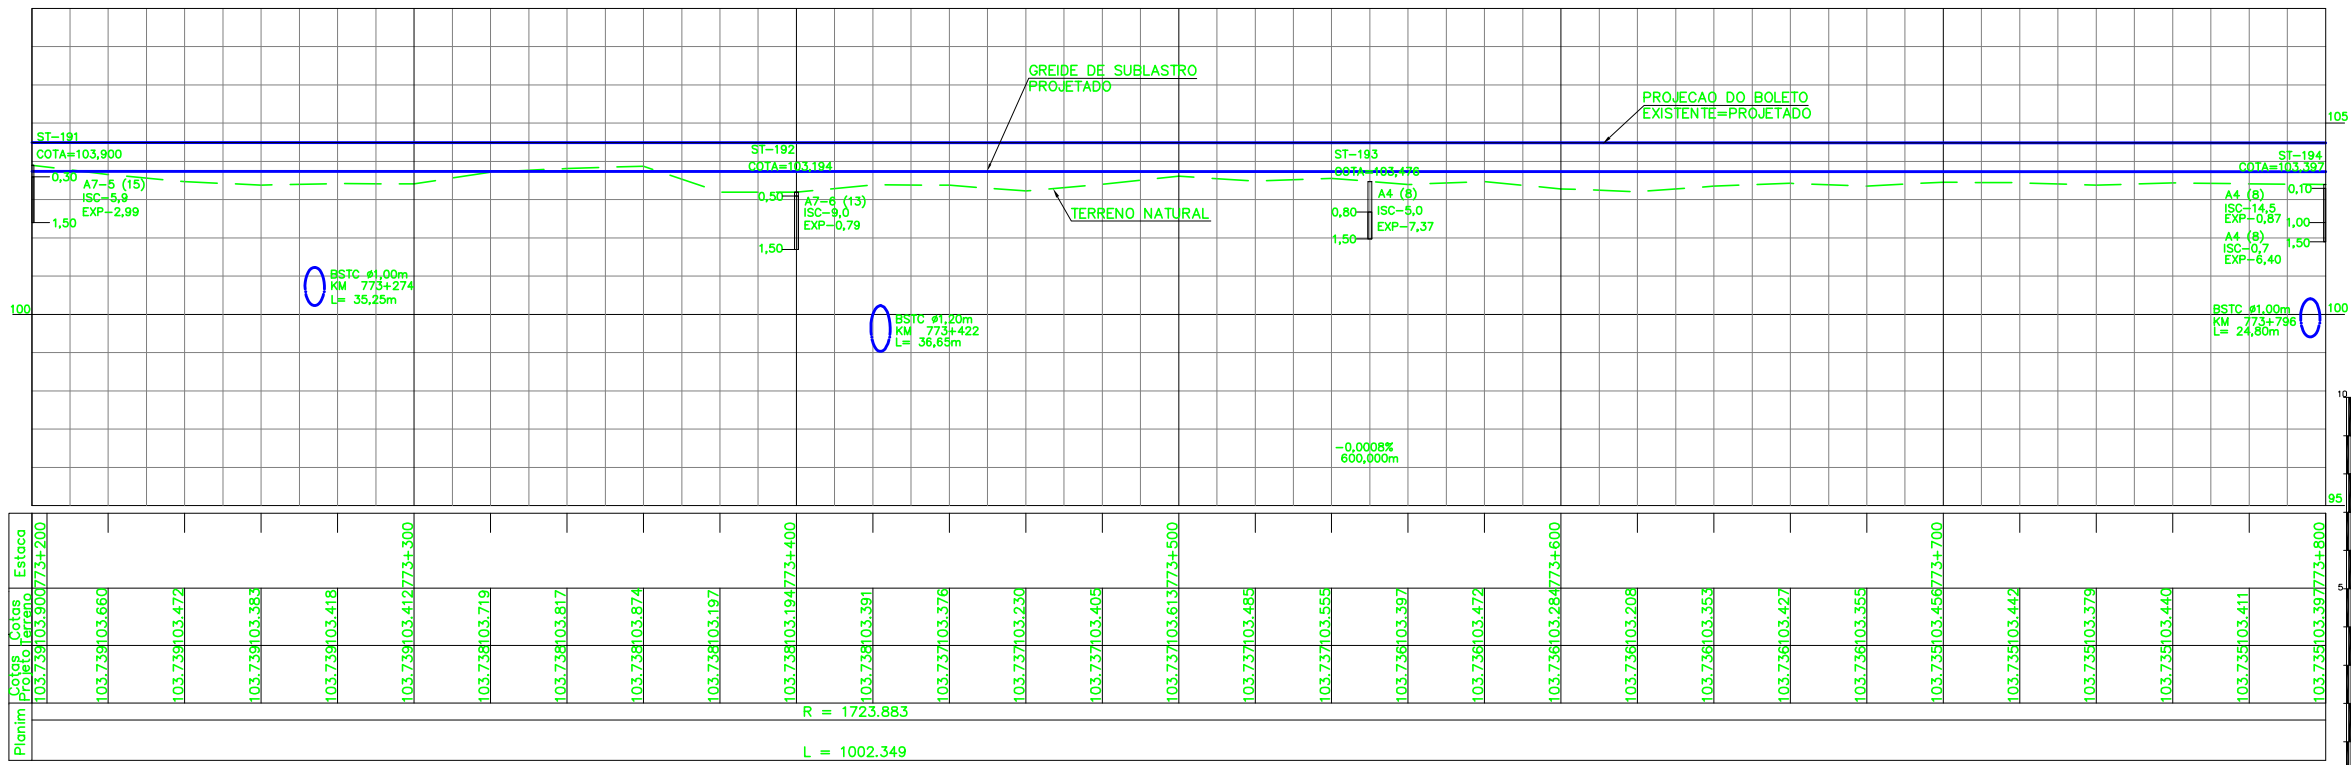 GREIDE DE SUBLASTRO
PROJETADO
PROJECAO DO BOLETO
EXISTENTE=PROJETADO
105
ST-191
COTA=103,900
0,30
A7-5 (15)
ISC-5,9
EXP-2,99
1,50
ST-192
COTA=103,194
0,50
A7-6 (13)
ISC-9,0
EXP-0,79
1,50
TERRENO NATURAL
ST-193
COTA=103,476
A4 (8)
0,80
ISC-5,0
EXP-7,37
1,50
ST-194
COTA=103,397
0,10
A4 (8)
ISC-14,5
EXP-0,87
1,00
A4 (8)
1,50
ISC-0,7
EXP-6,40
BSTC ø1,00m
KM 773+274
L= 35,25m
100
BSTC ø1,20m
KM 773+422
L= 36,65m
BSTC ø1,00m
KM 773+796
L= 24,80m
100
-0,0008%
600,000m
10
95
5
Estaca
773+200
773+300
773+400
773+500
773+600
773+700
773+800
Cotas
Terreno
103.900
103.660
103.472
103.383
103.418
103.412
103.719
103.817
103.874
103.197
103.194
103.391
103.376
103.230
103.405
103.613
103.485
103.555
103.397
103.472
103.284
103.208
103.353
103.427
103.355
103.456
103.442
103.379
103.440
103.411
103.397
Cotas
Projeto
103.739
103.739
103.739
103.739
103.739
103.739
103.738
103.738
103.738
103.738
103.738
103.738
103.737
103.737
103.737
103.737
103.737
103.737
103.736
103.736
103.736
103.736
103.736
103.736
103.736
103.735
103.735
103.735
103.735
103.735
103.735
Planim
R = 1723.883
L = 1002.349